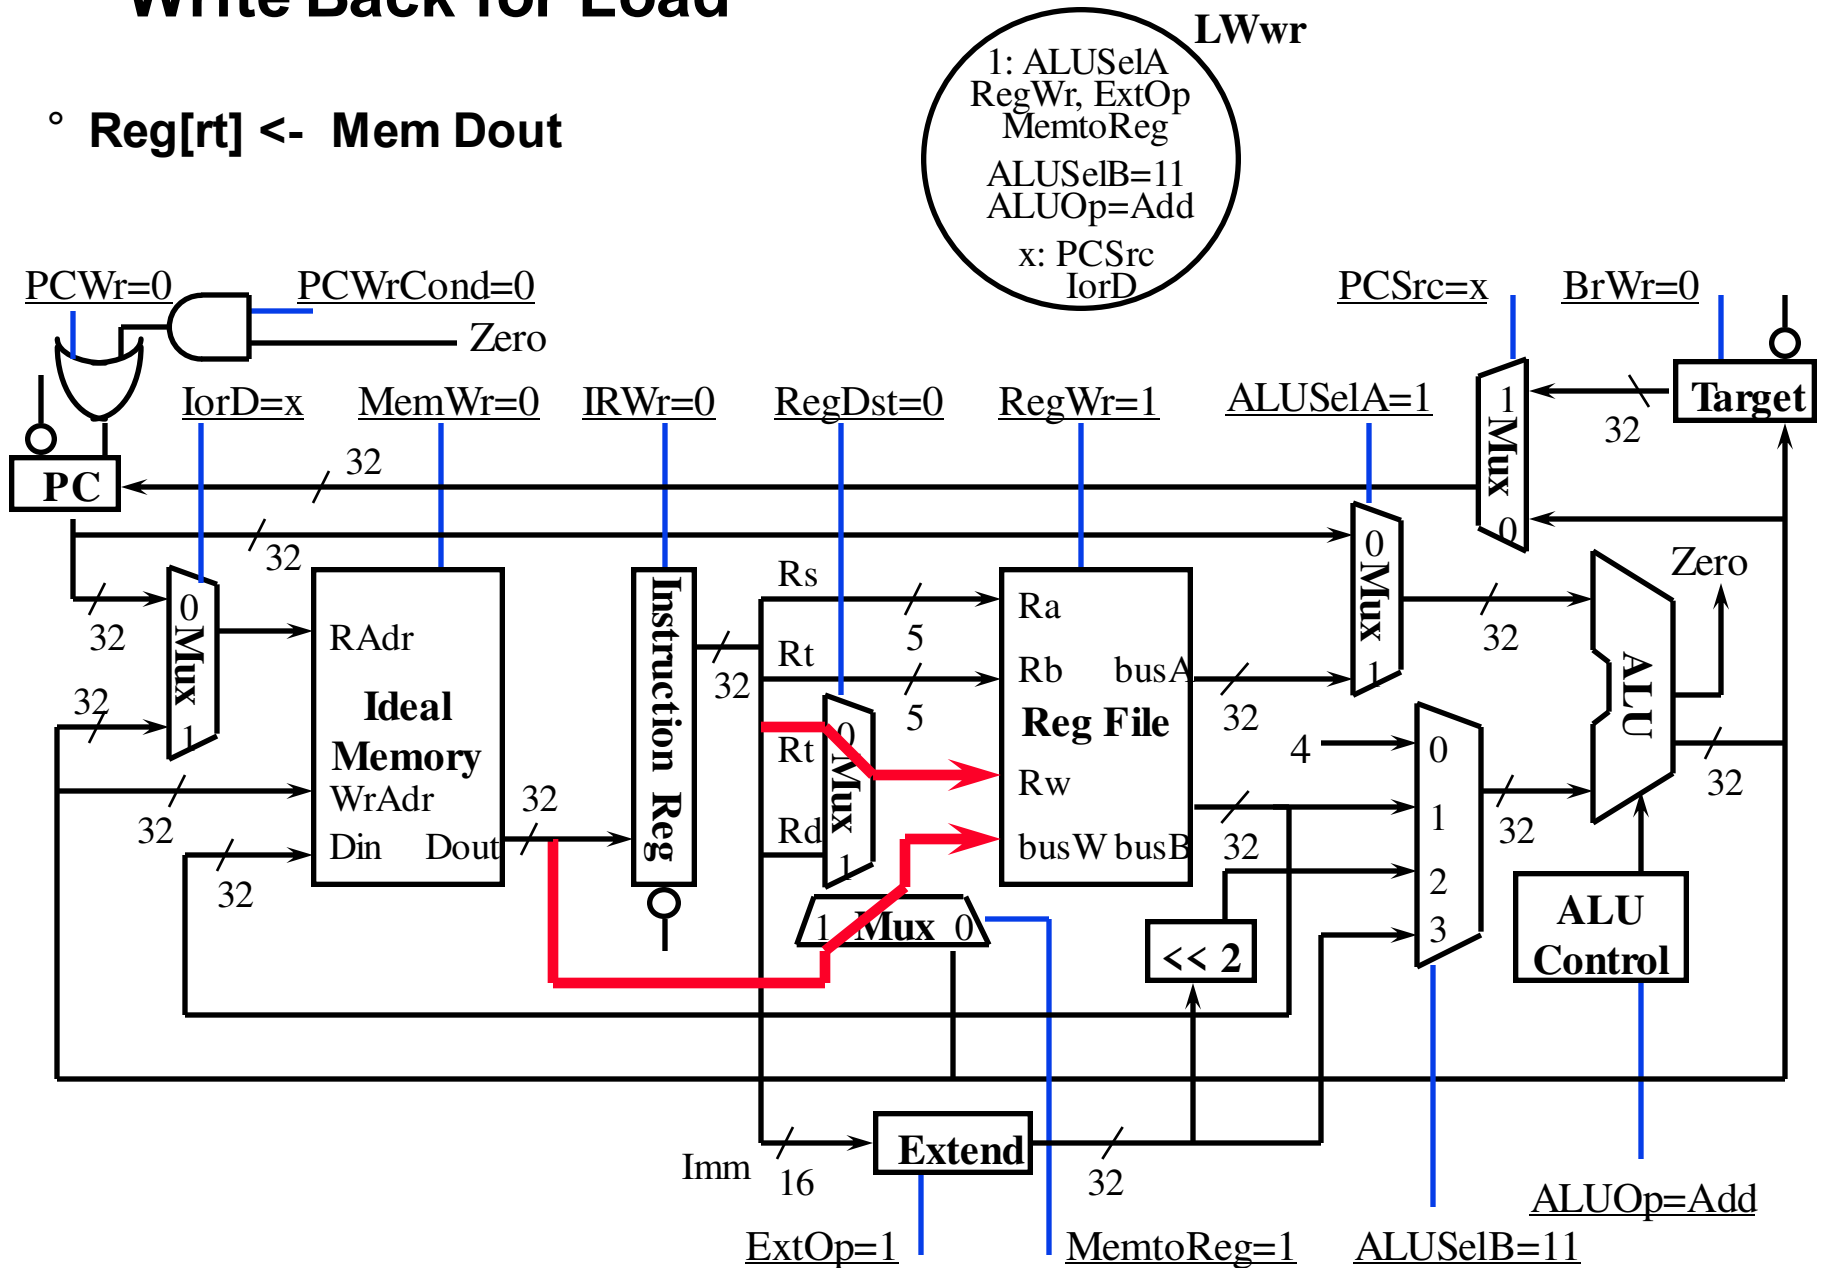 Write Back for Load
LWwr
1: ALUSelA
RegWr, ExtOp
MemtoReg
ALUSelB=11
ALUOp=Add
x: PCSrc
IorD
° Reg[rt] <- Mem Dout
PCWr=0
PCWrCond=0
Zero
PCSrc=x
BrWr=0
IorD=x
MemWr=0
IRWr=0
RegDst=0
RegWr=1
ALUSelA=1
1
Mux
0
32
Target
PC
32
32
32
32
0
Mux
1
RAdr
Ideal
Memory
WrAdr
Din
Dout
32
32
32
Instruction Reg
32
Rs
5
Rt
5
Rt
Rd
0
Mux
1
Ra
Rb
busA
Reg File
Rw
busW
busB
32
32
1
Mux
0
0
Mux
1
32
4
0
1
2
3
32
ALU
Zero
32
<< 2
ALU
Control
Imm
16
Extend
32
ExtOp=1
MemtoReg=1
ALUSelB=11
ALUOp=Add